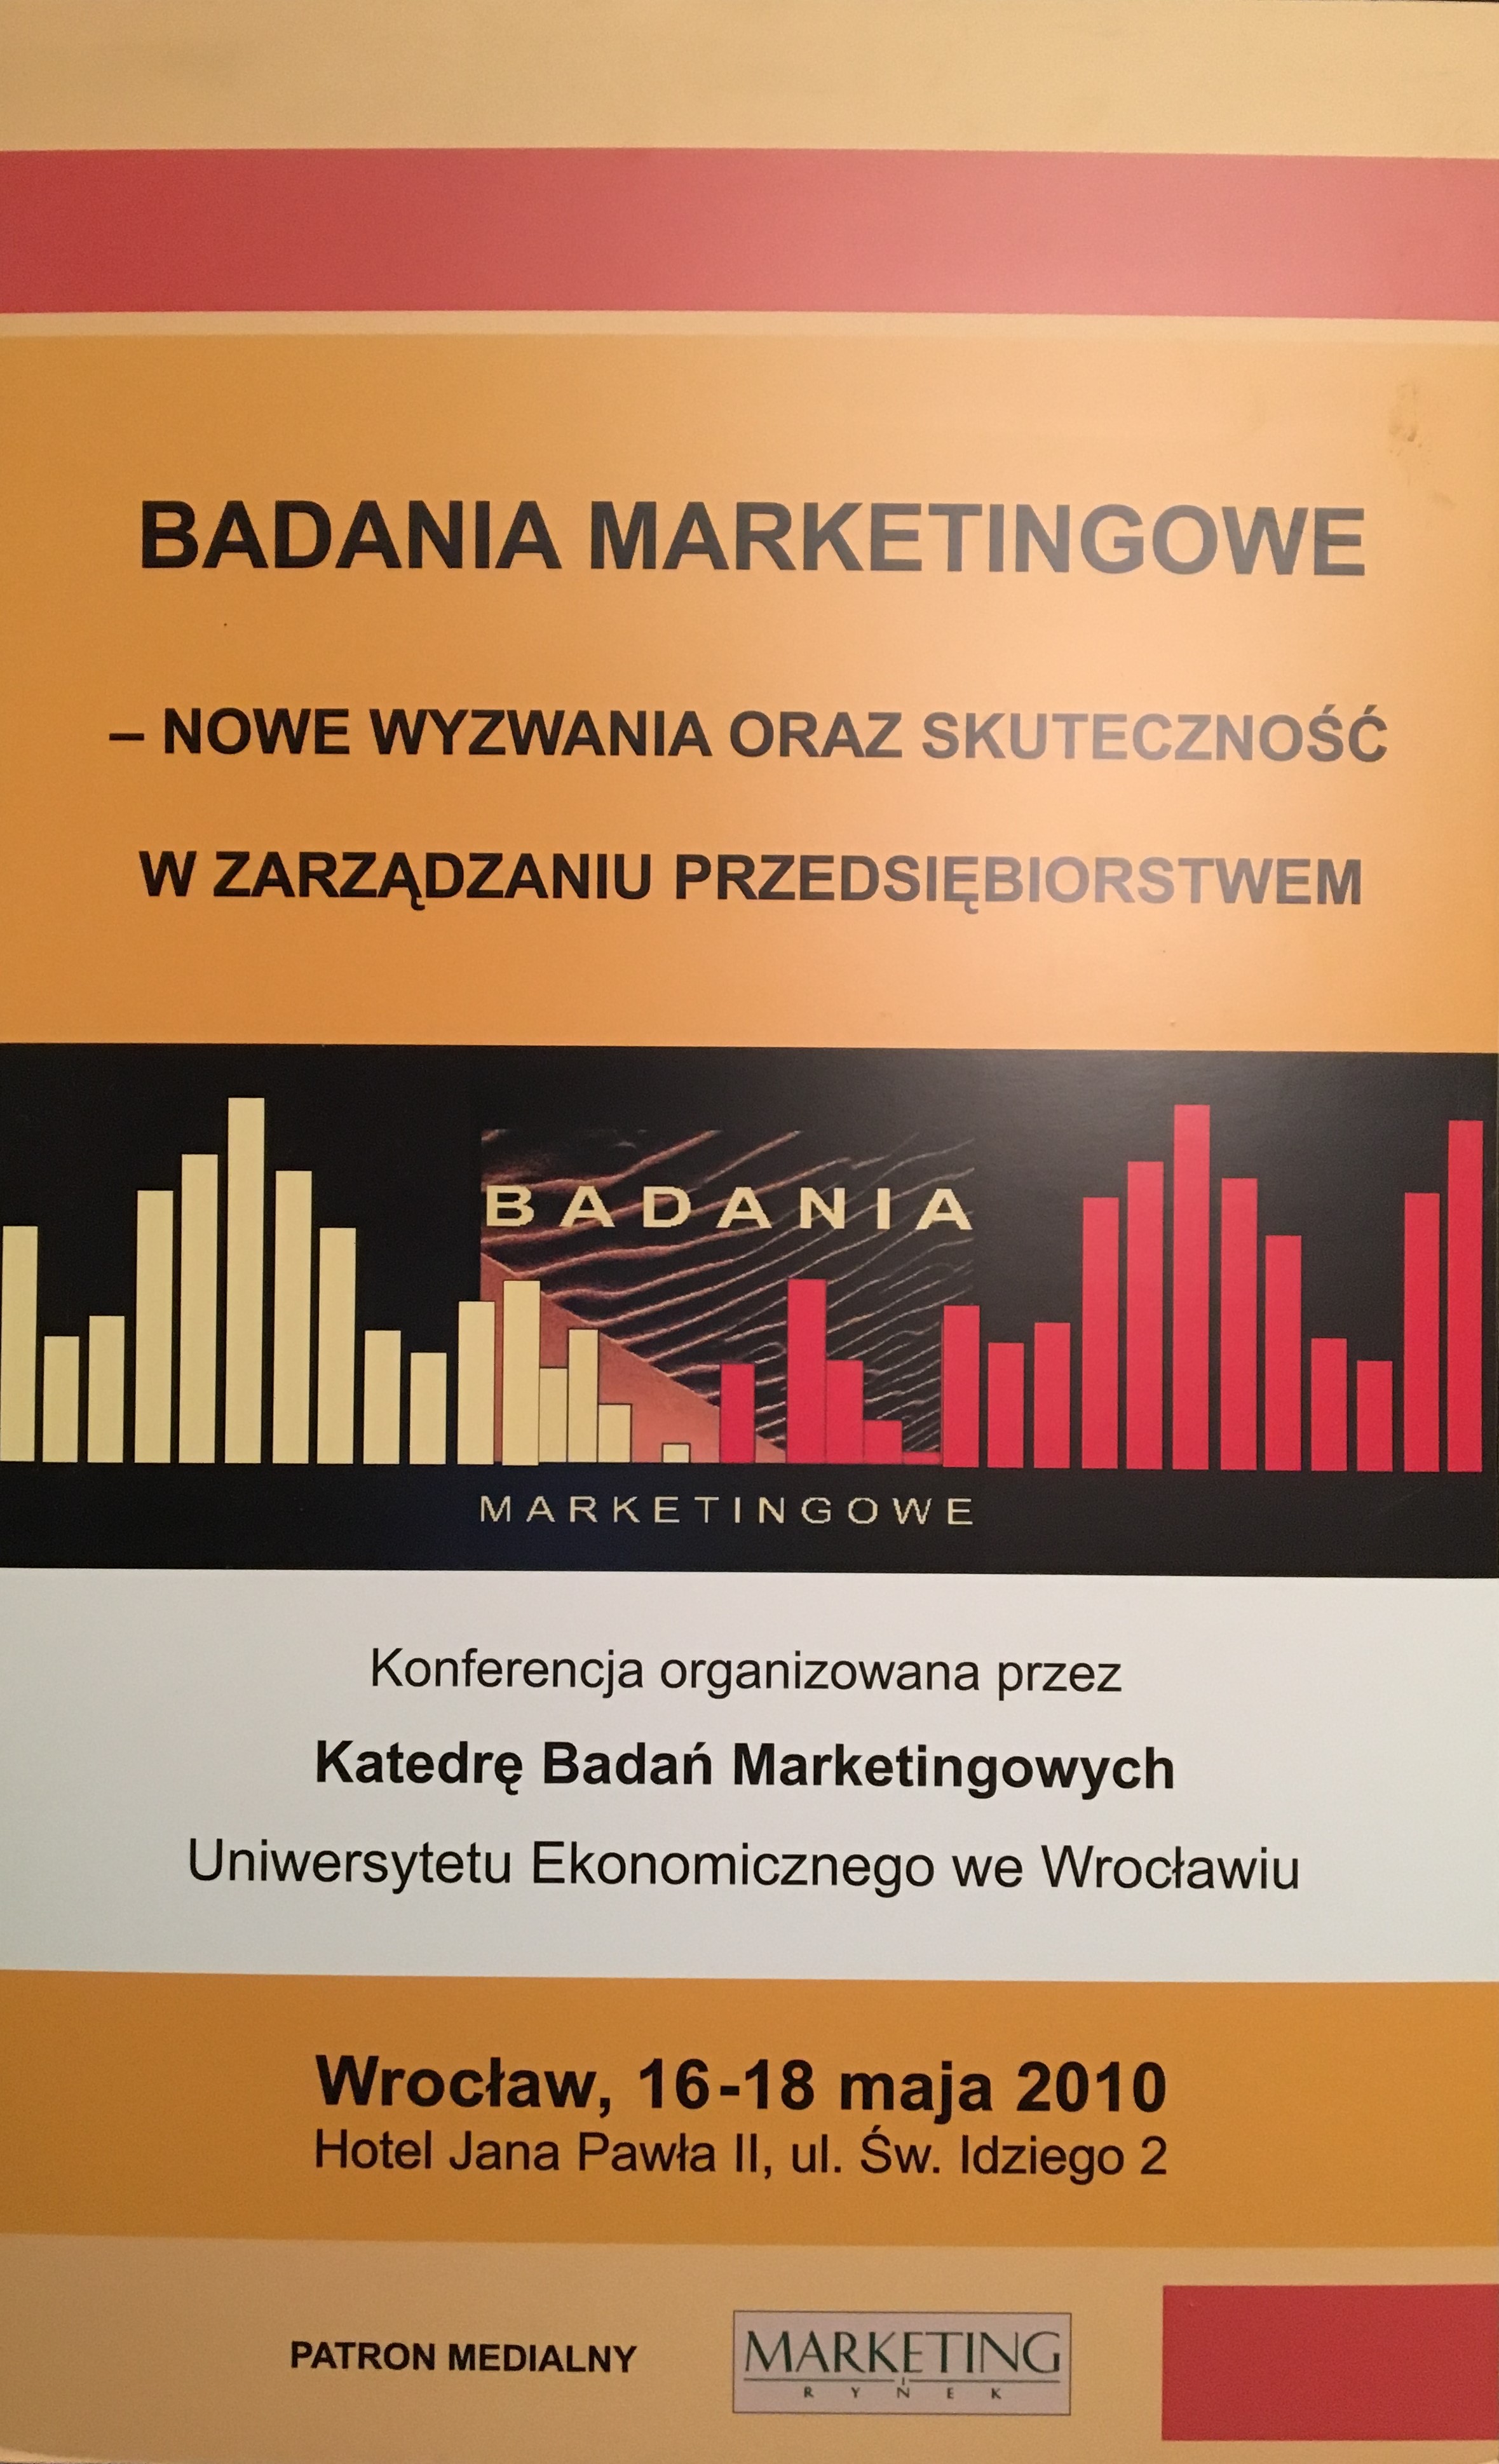 BADANIA MARKETINGOWE
– NOWE WYZWANIA ORAZ SKUTECZNOŚĆ
W ZARZĄDZANIU PRZEDSIĘBIORSTWEM
BADANIA
MARKETINGOWE
Konferencja organizowana przez
Katedrę Badań Marketingowych
Uniwersytetu Ekonomicznego we Wrocławiu
Wrocław, 16-18 maja 2010
Hotel Jana Pawła II, ul. Św. Idziego 2
PATRON MEDIALNY
MARKETING
I
RYNEK